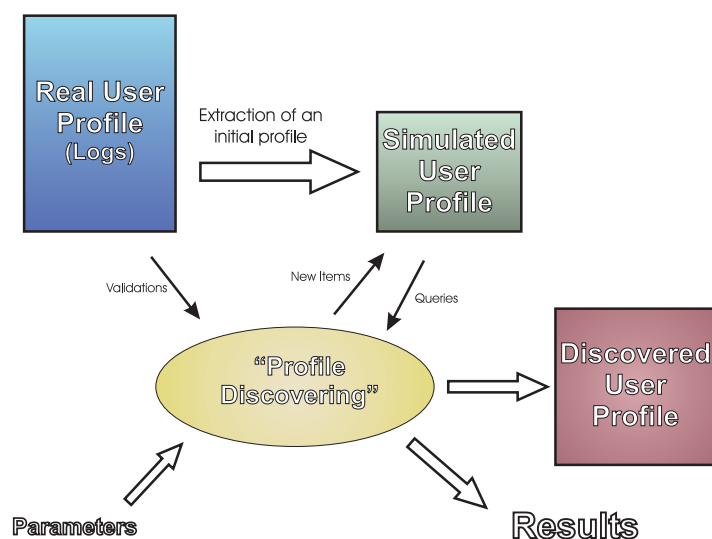 Real User
Profile
(Logs)
Extraction of an
initial profile
Simulated
User
Profile
Validations
New Items
Queries
“Profile
Discovering”
Discovered
User
Profile
Parameters
Results